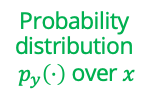 Probability
distribution
p_y(·) over x